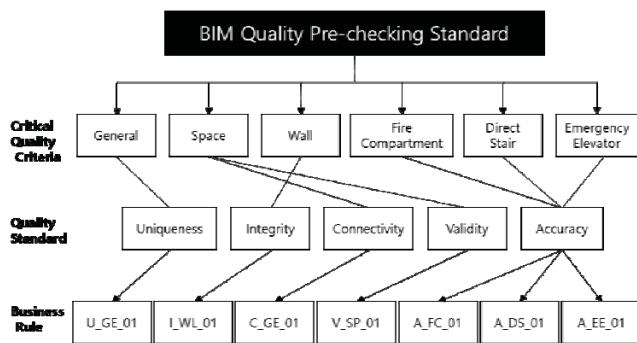 BIM Quality Pre-checking Standard
Critical
Quality
Criteria
General
Space
Wall
Fire
Compartment
Direct
Stair
Emergency
Elevator
Quality
Standard
Uniqueness
Integrity
Connectivity
Validity
Accuracy
Business
Rule
U_GE_01
I_WL_01
C_GE_01
V_SP_01
A_FC_01
A_DS_01
A_EE_01